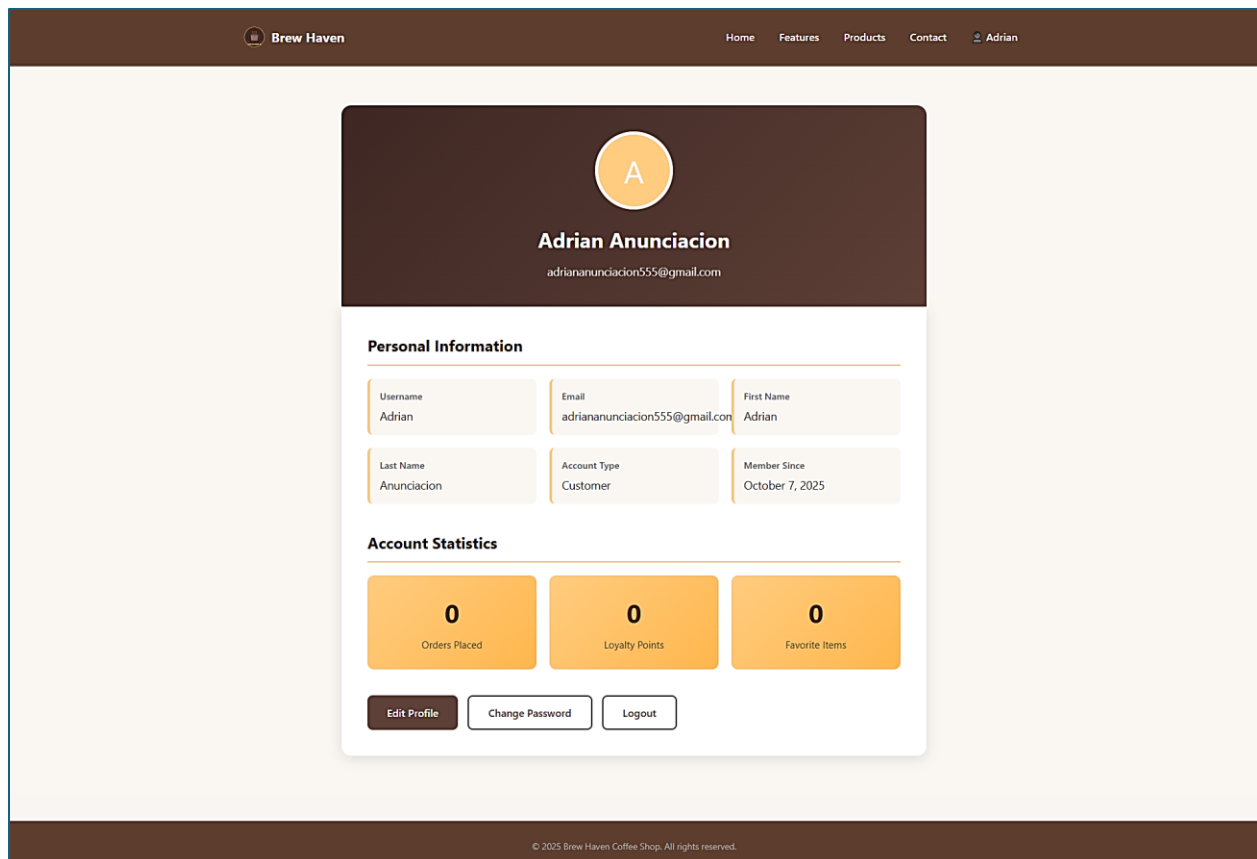 Brew Haven
Home Features Products Contact Adrian
A
Adrian Anunciacion
adriananunciacion555@gmail.com
Personal Information
Username
Adrian
Email
adriananunciacion555@gmail.com
First Name
Adrian
Last Name
Anunciacion
Account Type
Customer
Member Since
October 7, 2025
Account Statistics
0
Orders Placed
0
Loyalty Points
0
Favorite Items
Edit Profile Change Password Logout
© 2025 Brew Haven Coffee Shop. All rights reserved.